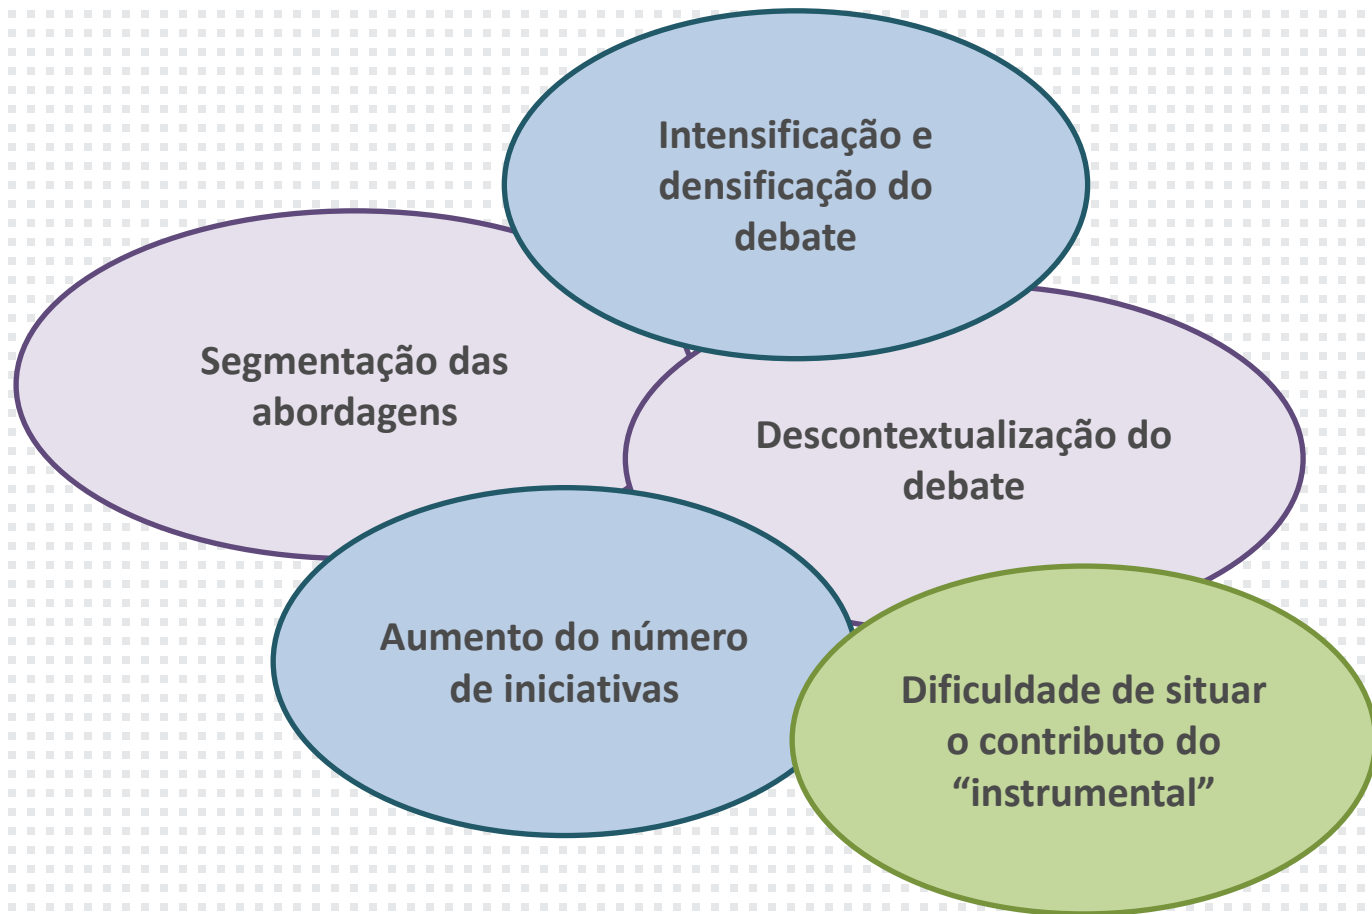 Intensificação e
densificação do
debate
Segmentação das
abordagens
Descontextualização do
debate
Aumento do número
de iniciativas
Dificuldade de situar
o contributo do
“instrumental”